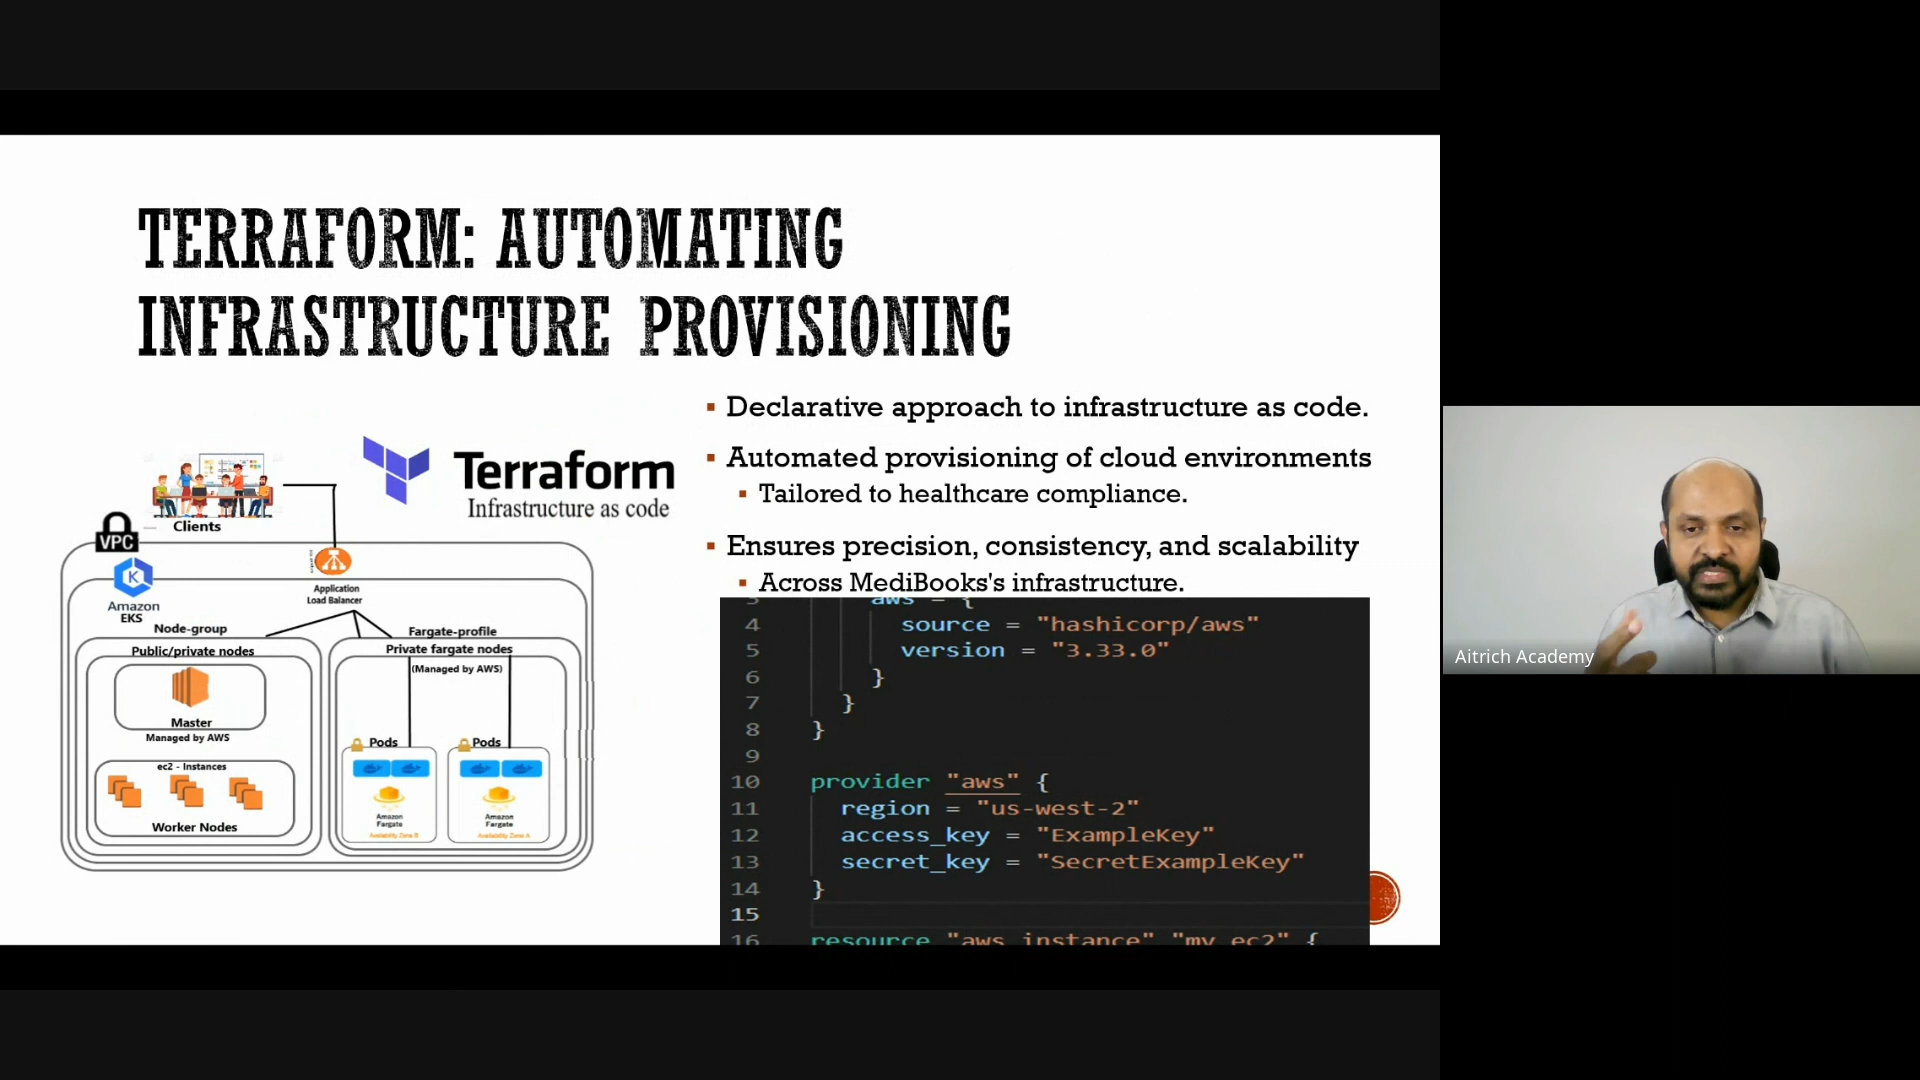 TERRAFORM: AUTOMATING
INFRASTRUCTURE PROVISIONING
Clients
Terraform
Infrastructure as code
VPC
Amazon
EKS
Application
Load Balancer
Node-group
Public/private nodes
Master
Managed by AWS
ec2 - Instances
Worker Nodes
Fargate-profile
Private fargate nodes
(Managed by AWS)
Pods
Pods
Amazon
Fargate
Availability Zone B
Amazon
Fargate
Availability Zone A
Declarative approach to infrastructure as code.
Automated provisioning of cloud environments
Tailored to healthcare compliance.
Ensures precision, consistency, and scalability
Across MediBooks's infrastructure.
3 aws = {
4 source = "hashicorp/aws"
5 version = "3.33.0"
6 }
7 }
8 }
9
10 provider "aws" {
11 region = "us-west-2"
12 access_key = "ExampleKey"
13 secret_key = "SecretExampleKey"
14 }
15
16 resource "aws_instance" "my_ec2" {
Aitrich Academy